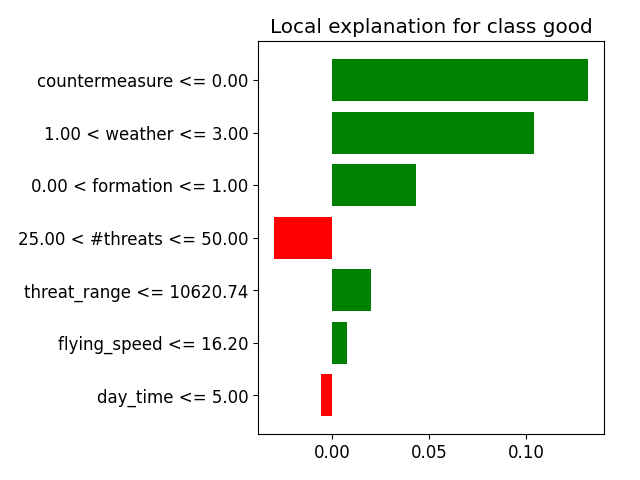 Local explanation for class good
countermeasure <= 0.00
1.00 < weather <= 3.00
0.00 < formation <= 1.00
25.00 < #threats <= 50.00
threat_range <= 10620.74
flying_speed <= 16.20
day_time <= 5.00
0.00 0.05 0.10